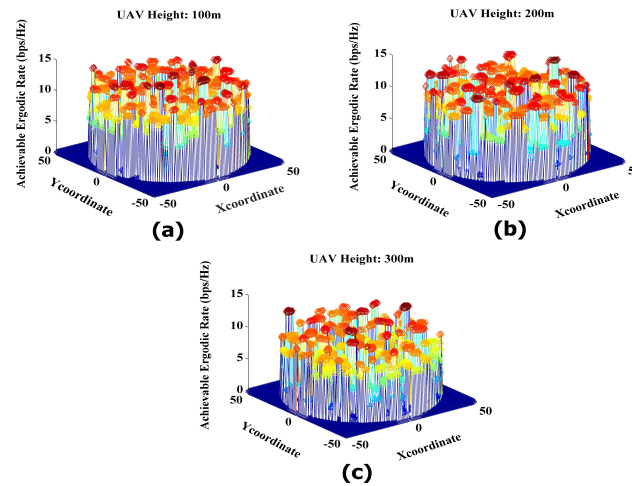 UAV Height: 100m
Achievable Ergodic Rate (bps/Hz)
15
10
5
0
50
0
-50
-50
0
50
Ycoordinate
Xcoordinate
(a)
UAV Height: 200m
Achievable Ergodic Rate (bps/Hz)
15
10
5
0
50
0
-50
-50
0
5
Ycoordinate
Xcoordinate
(b)
UAV Height: 300m
Achievable Ergodic Rate (bps/Hz)
15
10
5
0
50
0
-50
-50
0
50
Ycoordinate
Xcoordinate
(c)